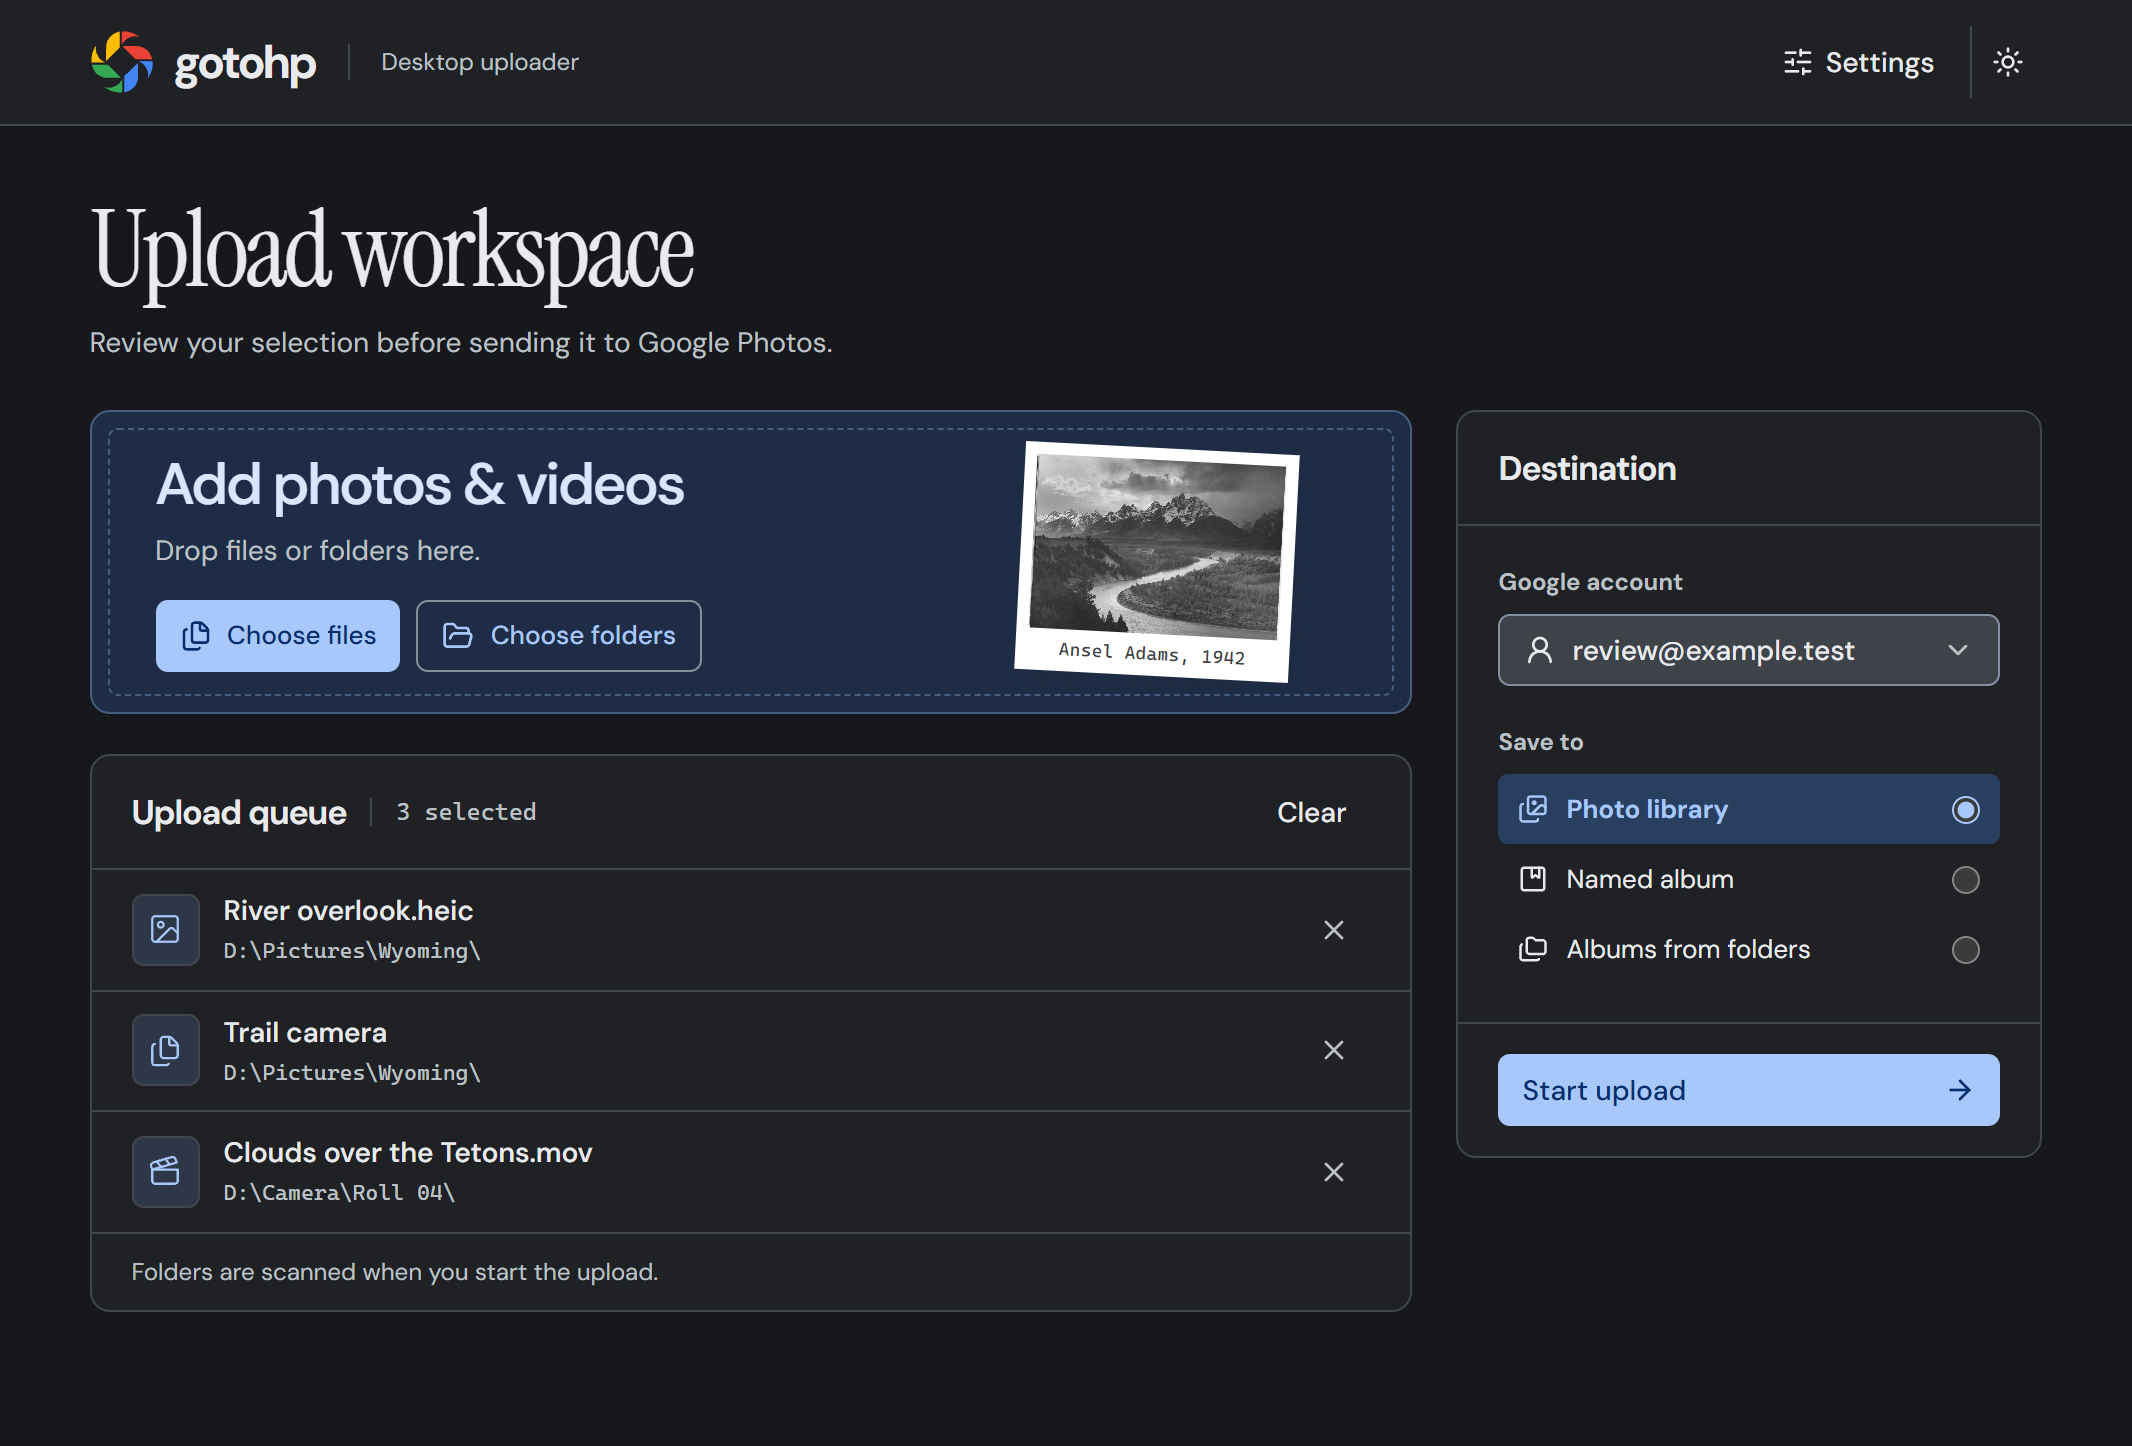 gotohp
Desktop uploader
Settings
Upload workspace
Review your selection before sending it to Google Photos.
Add photos & videos
Drop files or folders here.
Choose files
Choose folders
Ansel Adams, 1942
Upload queue
3 selected
Clear
River overlook.heic
D:\Pictures\Wyoming\
Trail camera
D:\Pictures\Wyoming\
Clouds over the Tetons.mov
D:\Camera\Roll 04\
Folders are scanned when you start the upload.
Destination
Google account
review@example.test
Save to
Photo library
Named album
Albums from folders
Start upload